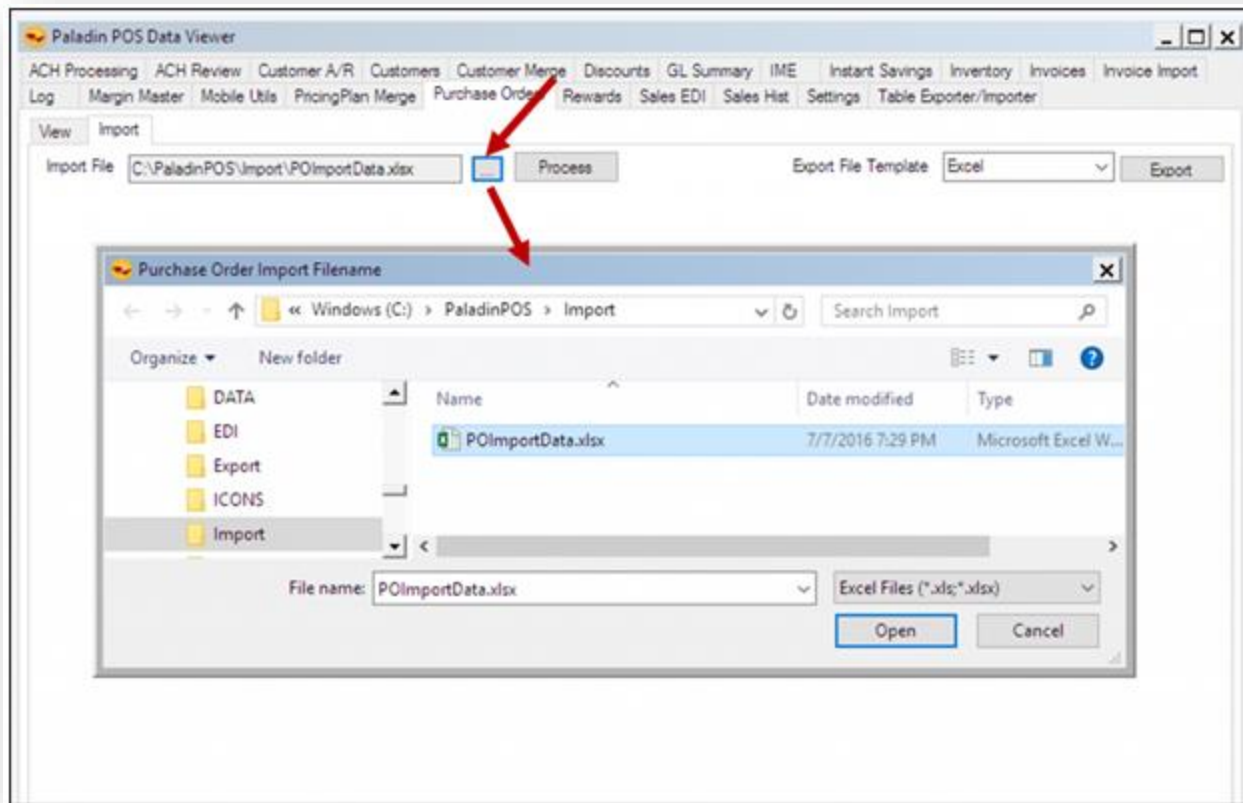 Paladin POS Data Viewer
ACH Processing ACH Review Customer A/R Customers Customer Merge Discounts GL Summary IME Instant Savings Inventory Invoices Invoice Import
Log Margin Master Mobile Utils PricingPlan Merge Purchase Orders Rewards Sales EDI Sales Hist Settings Table Exporter/Importer
View Import
Import File C:\PaladinPOS\Import\POImportData.xlsx ... Process Export File Template Excel Export
Purchase Order Import Filename
« Windows (C:) > PaladinPOS > Import Search Import
Organize New folder
DATA Name Date modified Type
EDI POImportData.xlsx 7/7/2016 7:29 PM Microsoft Excel W...
Export
ICONS
Import
File name: POImportData.xlsx Excel Files (*.xls;*.xlsx)
Open Cancel